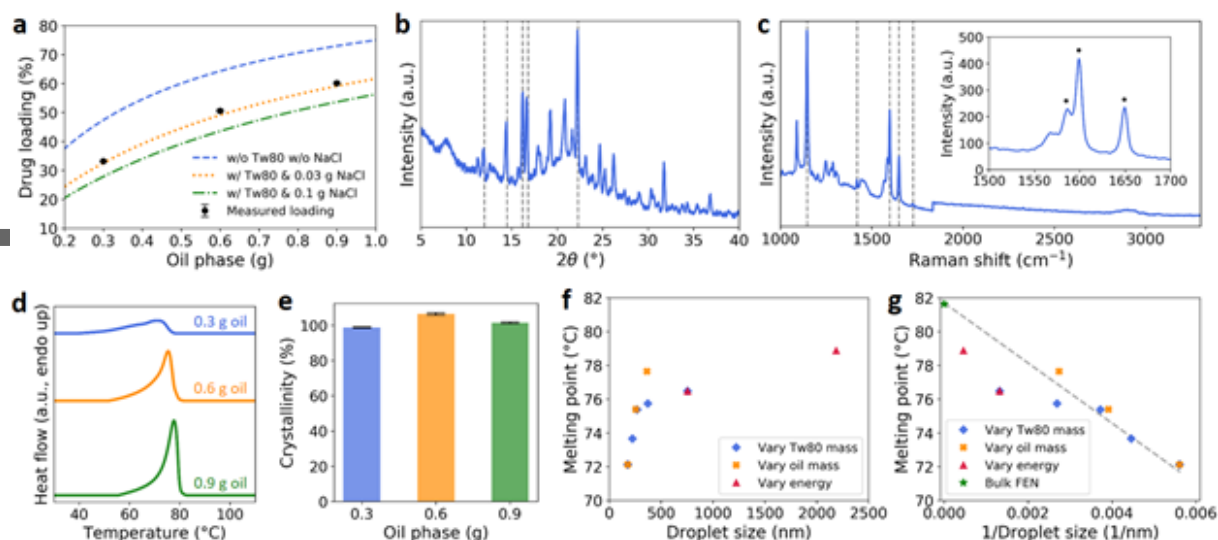 a
Drug loading (%)
80
70
60
50
40
30
20
10
w/o Tw80 w/o NaCl
w/ Tw80 & 0.03 g NaCl
w/ Tw80 & 0.1 g NaCl
Measured loading
0.2 0.3 0.4 0.5 0.6 0.7 0.8 0.9 1.0
Oil phase (g)
b
Intensity (a.u.)
5 10 15 20 25 30 35 40
2θ (°)
c
Intensity (a.u.)
1000 1500 2000 2500 3000
Raman shift (cm⁻¹)
Intensity (a.u.)
500
400
300
200
100
0
1500 1600 1700
d
Heat flow (a.u., endo up)
0.3 g oil
0.6 g oil
0.9 g oil
40 60 80 100
Temperature (°C)
e
Crystallinity (%)
100
80
60
40
20
0
0.3 0.6 0.9
Oil phase (g)
f
Melting point (°C)
82
80
78
76
74
72
70
Vary Tw80 mass
Vary oil mass
Vary energy
0 500 1000 1500 2000 2500
Droplet size (nm)
g
Melting point (°C)
82
80
78
76
74
72
70
Vary Tw80 mass
Vary oil mass
Vary energy
Bulk FEN
0.000 0.002 0.004 0.006
1/Droplet size (1/nm)